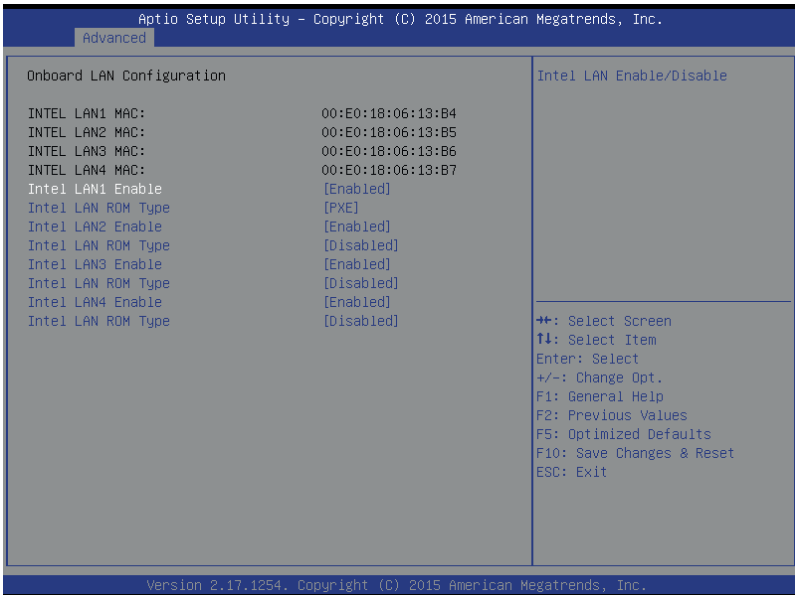 Aptio Setup Utility – Copyright (C) 2015 American Megatrends, Inc.
Advanced
Onboard LAN Configuration
INTEL LAN1 MAC: 00:E0:18:06:13:B4
INTEL LAN2 MAC: 00:E0:18:06:13:B5
INTEL LAN3 MAC: 00:E0:18:06:13:B6
INTEL LAN4 MAC: 00:E0:18:06:13:B7
Intel LAN1 Enable [Enabled]
Intel LAN ROM Type [PXE]
Intel LAN2 Enable [Enabled]
Intel LAN ROM Type [Disabled]
Intel LAN3 Enable [Enabled]
Intel LAN ROM Type [Disabled]
Intel LAN4 Enable [Enabled]
Intel LAN ROM Type [Disabled]
Intel LAN Enable/Disable
→←: Select Screen
↑↓: Select Item
Enter: Select
+/-: Change Opt.
F1: General Help
F2: Previous Values
F5: Optimized Defaults
F10: Save Changes & Reset
ESC: Exit
Version 2.17.1254. Copyright (C) 2015 American Megatrends, Inc.